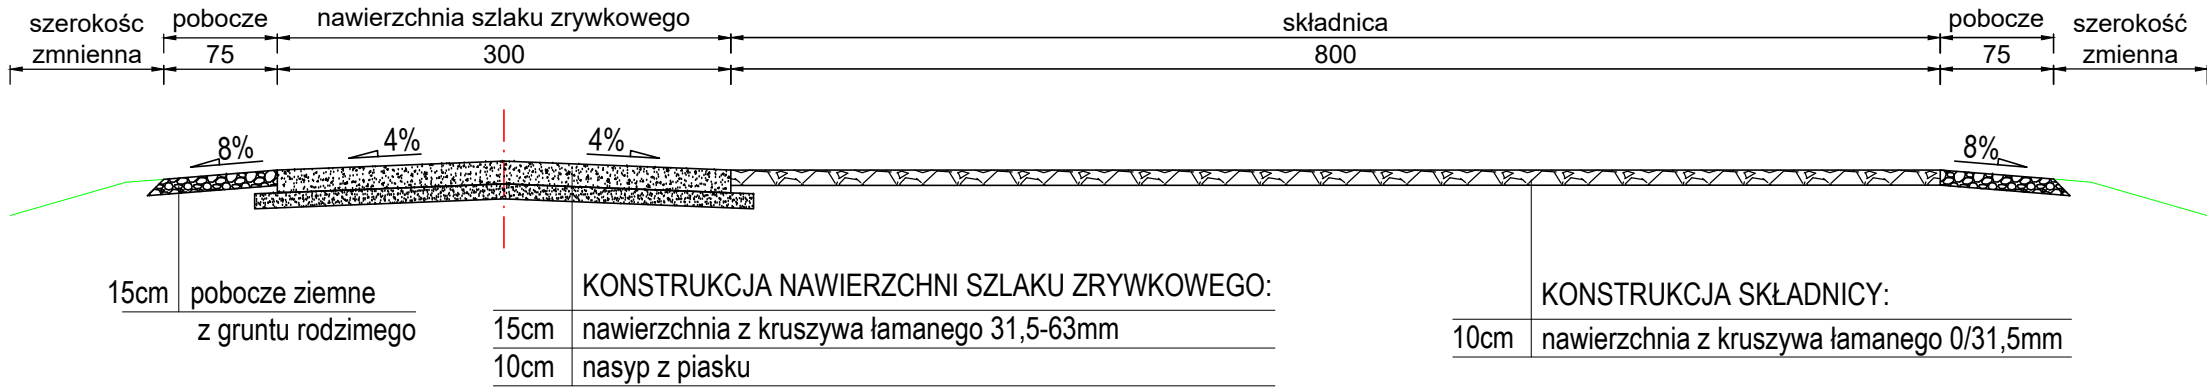 szerokośc pobocze nawierzchnia szlaku zrywkowego składnica pobocze szerokość
zmnienna 75 300 800 75 zmienna
8% 4% 4% 8%
KONSTRUKCJA NAWIERZCHNI SZLAKU ZRYWKOWEGO:
15cm pobocze ziemne
z gruntu rodzimego
15cm nawierzchnia z kruszywa łamanego 31,5-63mm
10cm nasyp z piasku
KONSTRUKCJA SKŁADNICY:
10cm nawierzchnia z kruszywa łamanego 0/31,5mm